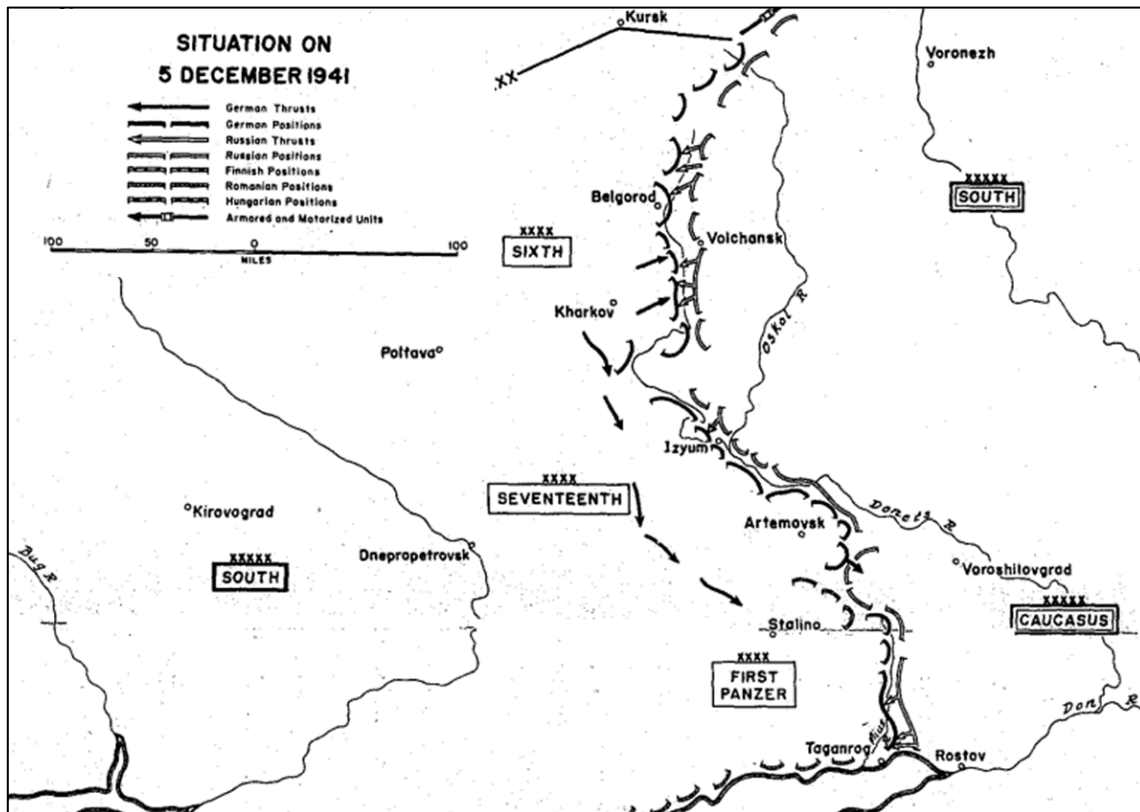 SITUATION ON
5 DECEMBER 1941
German Thrusts
German Positions
Russian Thrusts
Russian Positions
Finnish Positions
Romanian Positions
Hungarian Positions
Armored and Motorized Units
100 50 0 100
MILES
Kursk
XX
Voronezh
XXXXX
SOUTH
Belgorod
Volchansk
XXXX
SIXTH
Kharkov
Oskol R
Poltava
Izyum
XXXX
SEVENTEENTH
Kirovograd
Artemovsk
Donets R
Bug R
Dnepropetrovsk
XXXXX
SOUTH
Voroshilovgrad
XXXXX
CAUCASUS
Stalino
XXXX
FIRST
PANZER
Don R
Mius R
Taganrog
Rostov